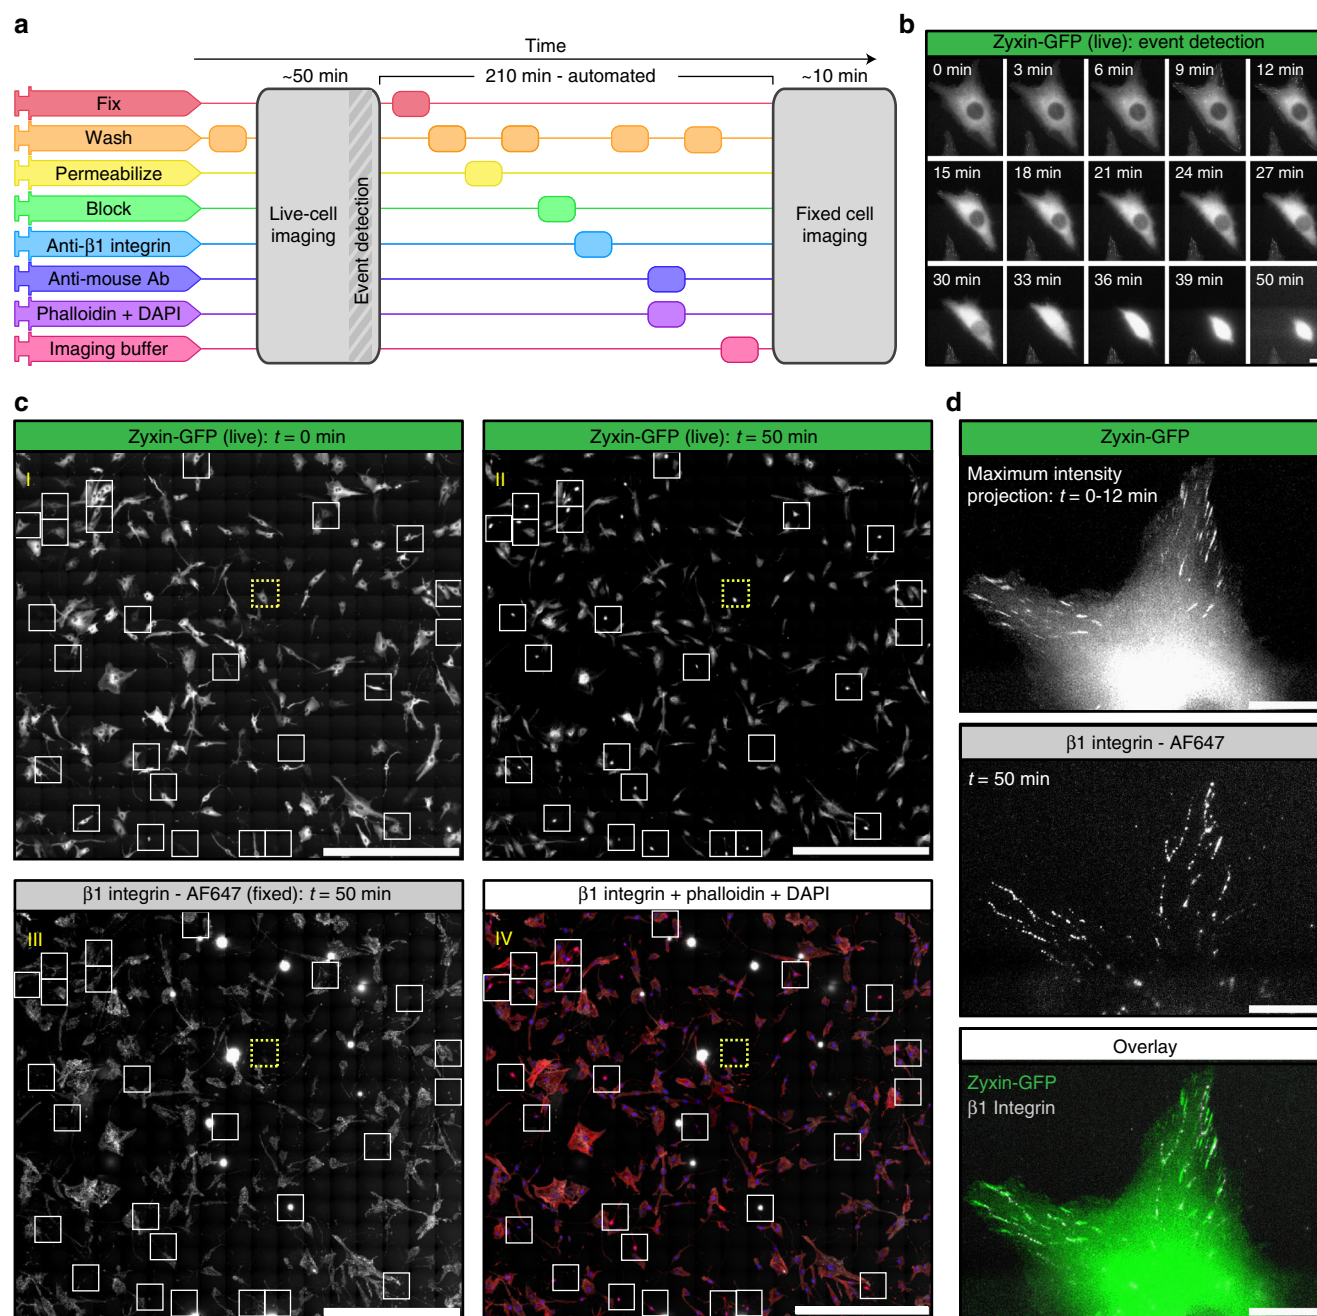 a
Time
~50 min
210 min - automated
~10 min
Fix
Wash
Permeabilize
Block
Anti-β1 integrin
Anti-mouse Ab
Phalloidin + DAPI
Imaging buffer
Live-cell
imaging
Event detection
Fixed cell
imaging
b
Zyxin-GFP (live): event detection
0 min
3 min
6 min
9 min
12 min
15 min
18 min
21 min
24 min
27 min
30 min
33 min
36 min
39 min
50 min
c
Zyxin-GFP (live): t = 0 min
I
Zyxin-GFP (live): t = 50 min
II
β1 integrin - AF647 (fixed): t = 50 min
III
β1 integrin + phalloidin + DAPI
IV
d
Zyxin-GFP
Maximum intensity
projection: t = 0-12 min
β1 integrin - AF647
t = 50 min
Overlay
Zyxin-GFP
β1 Integrin